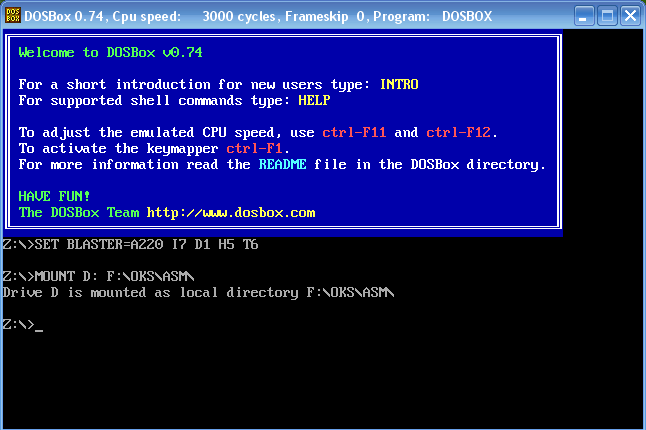 DOSBox 0.74, Cpu speed: 3000 cycles, Frameskip 0, Program: DOSBOX
DOS
BOX
Welcome to DOSBox v0.74
For a short introduction for new users type: INTRO
For supported shell commands type: HELP
To adjust the emulated CPU speed, use ctrl-F11 and ctrl-F12.
To activate the keymapper ctrl-F1.
For more information read the README file in the DOSBox directory.
HAVE FUN!
The DOSBox Team http://www.dosbox.com
Z:\>SET BLASTER=A220 I7 D1 H5 T6
Z:\>MOUNT D: F:\OKS\ASM\
Drive D is mounted as local directory F:\OKS\ASM\
Z:\>_